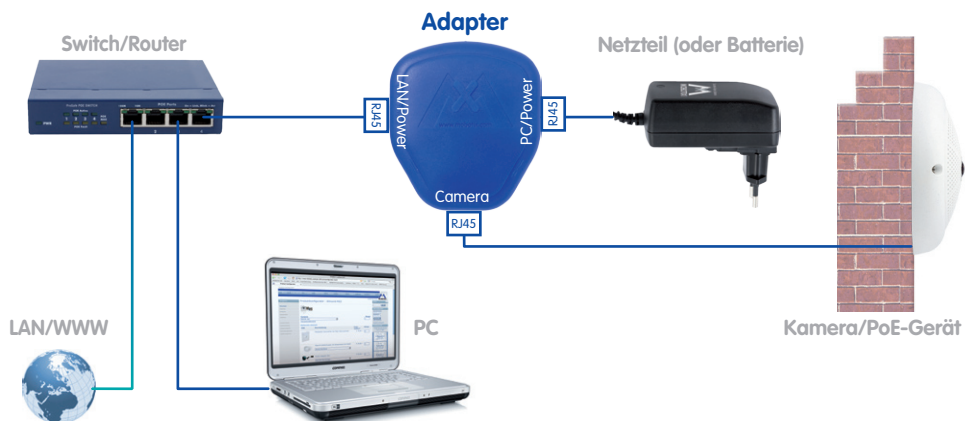 Adapter
Switch/Router
Netzteil (oder Batterie)
LAN/Power
PC/Power
RJ45
RJ45
Camera
RJ45
LAN/WWW
PC
Kamera/PoE-Gerät